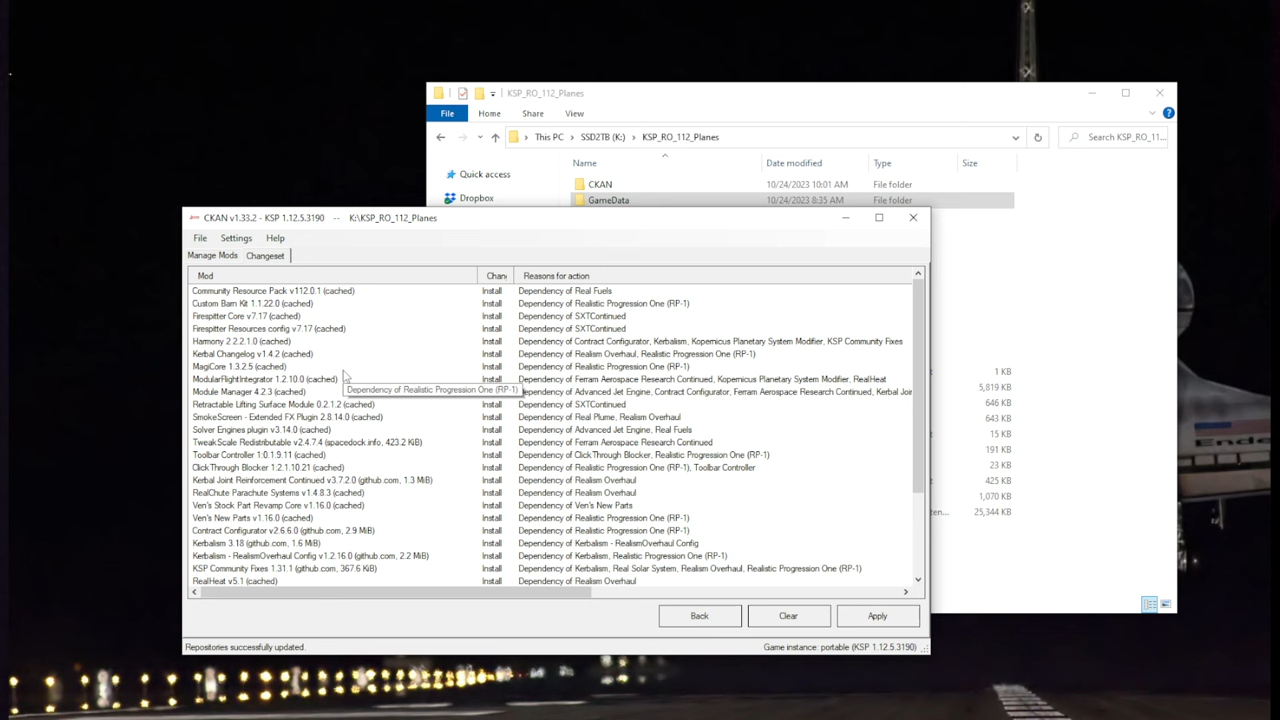 KSP_RO_112_Planes
File Home Share View
This PC > SSD2TB (K:) > KSP_RO_112_Planes
Search KSP_RO_11...
Name Date modified Type Size
Quick access
CKAN 10/24/2023 10:01 AM File folder
Dropbox
GameData 10/24/2023 8:35 AM File folder
CKAN v1.33.2 - KSP 1.12.5.3190 -- K:\KSP_RO_112_Planes
File Settings Help
Manage Mods Changeset
Mod Chang Reasons for action
Community Resource Pack v112.0.1 (cached) Install Dependency of Real Fuels
Custom Barn Kit 1.1.22.0 (cached) Install Dependency of Realistic Progression One (RP-1)
Firespitter Core v7.17 (cached) Install Dependency of SXTContinued
Firespitter Resources config v7.17 (cached) Install Dependency of SXTContinued
Harmony 2.2.2.1.0 (cached) Install Dependency of Contract Configurator, Kerbalism, Kopernicus Planetary System Modifier, KSP Community Fixes
Kerbal Changelog v1.4.2 (cached) Install Dependency of Realism Overhaul, Realistic Progression One (RP-1)
MagiCore 1.3.2.5 (cached) Install Dependency of Realistic Progression One (RP-1)
ModularFlightIntegrator 1.2.10.0 (cached) Install Dependency of Ferram Aerospace Research Continued, Kopernicus Planetary System Modifier, RealHeat
Dependency of Realistic Progression One (RP-1)
Module Manager 4.2.3 (cached) Install Dependency of Advanced Jet Engine, Contract Configurator, Ferram Aerospace Research Continued, Kerbal Joi
Retractable Lifting Surface Module 0.2.1.2 (cached) Install Dependency of SXTContinued
SmokeScreen - Extended FX Plugin 2.8.14.0 (cached) Install Dependency of Real Plume, Realism Overhaul
Solver Engines plugin v3.14.0 (cached) Install Dependency of Advanced Jet Engine, Real Fuels
TweakScale Redistributable v2.4.7.4 (spacedock.info, 423.2 KiB) Install Dependency of Ferram Aerospace Research Continued
Toolbar Controller 1:0.1.9.11 (cached) Install Dependency of ClickThrough Blocker, Realistic Progression One (RP-1)
ClickThrough Blocker 1:2.1.10.21 (cached) Install Dependency of Realistic Progression One (RP-1), Toolbar Controller
Kerbal Joint Reinforcement Continued v3.7.2.0 (github.com, 1.3 MiB) Install Dependency of Realism Overhaul
RealChute Parachute Systems v1.4.8.3 (cached) Install Dependency of Realism Overhaul
Ven's Stock Part Revamp Core v1.16.0 (cached) Install Dependency of Ven's New Parts
Ven's New Parts v1.16.0 (cached) Install Dependency of Realistic Progression One (RP-1)
Contract Configurator v2.6.6.0 (github.com, 2.9 MiB) Install Dependency of Realistic Progression One (RP-1)
Kerbalism 3.18 (github.com, 1.6 MiB) Install Dependency of Kerbalism - RealismOverhaul Config
Kerbalism - RealismOverhaul Config v1.2.16.0 (github.com, 2.2 MiB) Install Dependency of Kerbalism, Realistic Progression One (RP-1)
KSP Community Fixes 1.31.1 (github.com, 367.6 KiB) Install Dependency of Kerbalism, Real Solar System, Realism Overhaul, Realistic Progression One (RP-1)
RealHeat v5.1 (cached) Install Dependency of Realism Overhaul
Back Clear Apply
Repositories successfully updated. Game instance: portable (KSP 1.12.5.3190)
1 KB
5,819 KB
646 KB
643 KB
15 KB
191 KB
23 KB
425 KB
1,070 KB
en... 25,344 KB
Ende